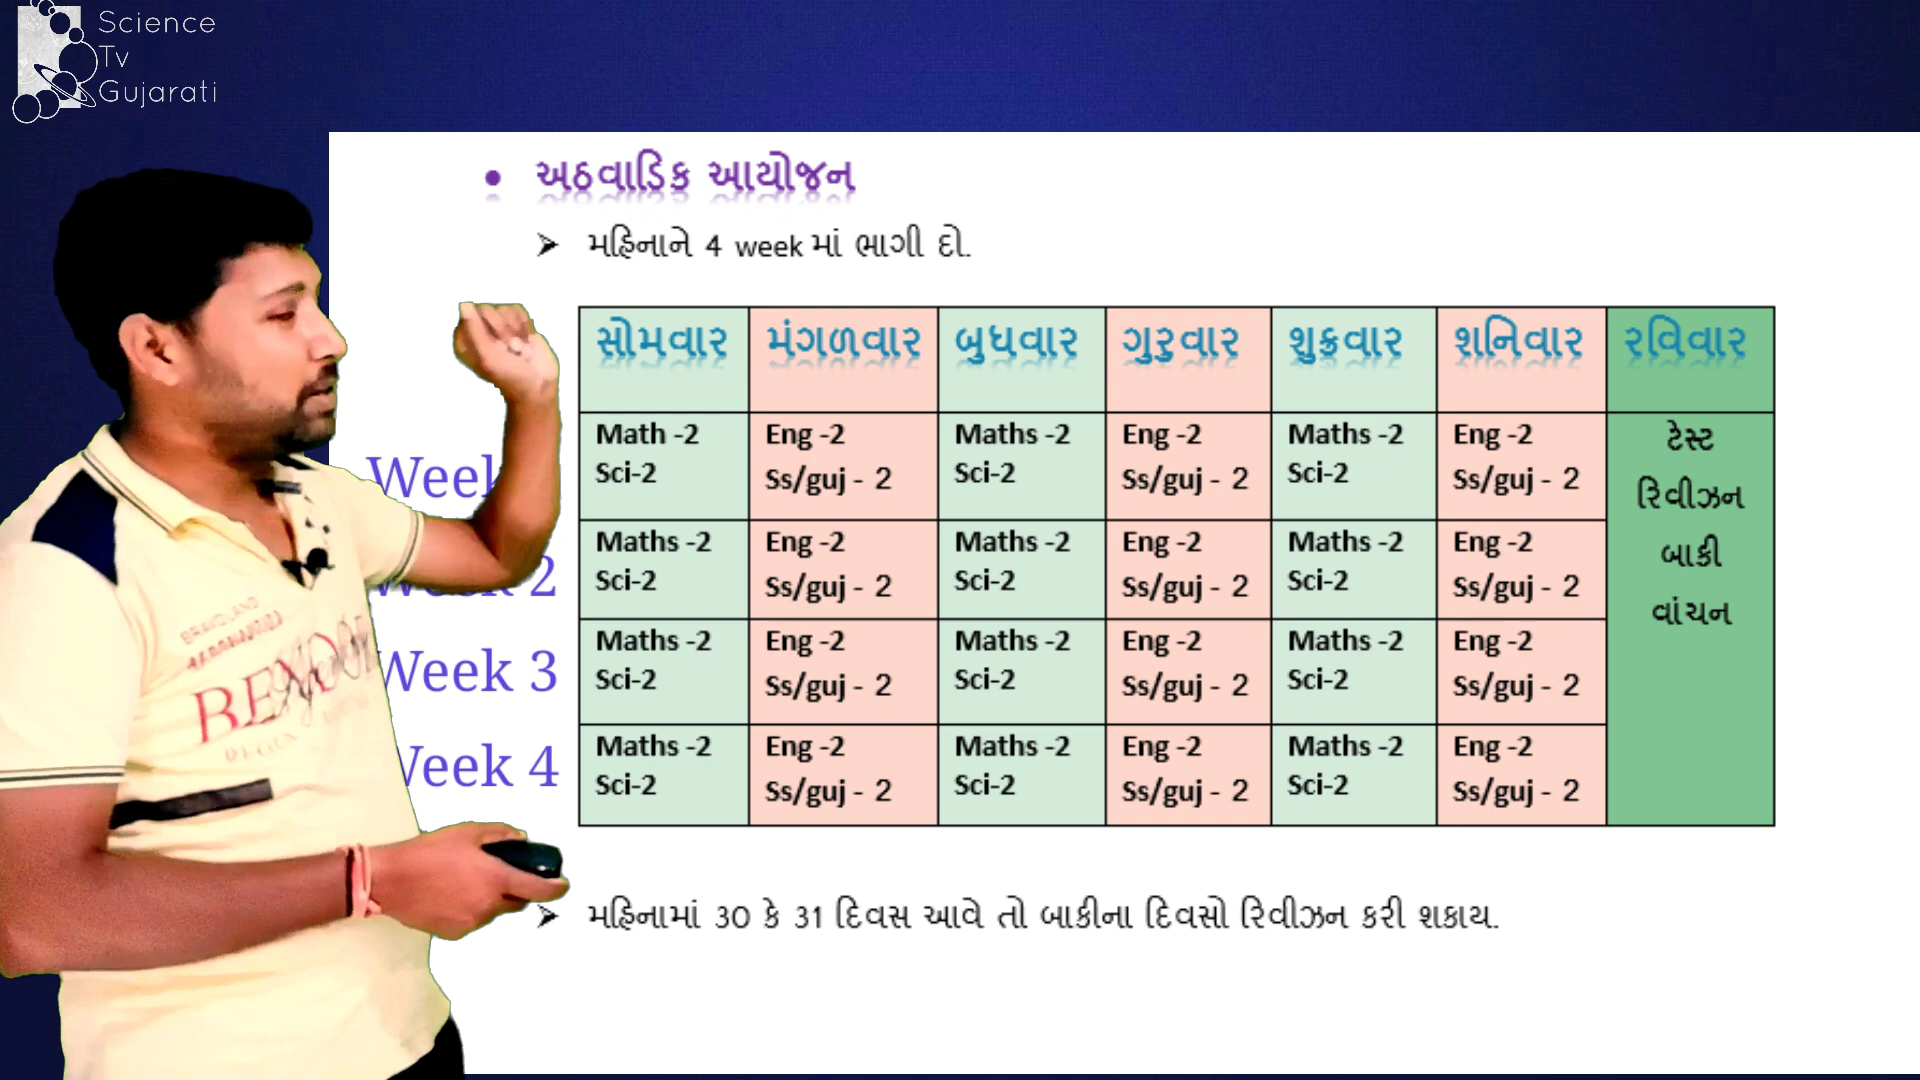 Science
Tv
Gujarati
• અઠવાડિક આયોજન
➤ મહિનાને 4 week માં ભાગી દો.
સોમવાર મંગળવાર બુધવાર ગુરુવાર શુક્રવાર શનિવાર રવિવાર
Math -2 Eng -2 Maths -2 Eng -2 Maths -2 Eng -2 ટેસ્ટ
Week Sci-2 Ss/guj - 2 Sci-2 Ss/guj - 2 Sci-2 Ss/guj - 2 રિવીઝન
Maths -2 Eng -2 Maths -2 Eng -2 Maths -2 Eng -2 બાકી
Week 2 Sci-2 Ss/guj - 2 Sci-2 Ss/guj - 2 Sci-2 Ss/guj - 2 વાંચન
Maths -2 Eng -2 Maths -2 Eng -2 Maths -2 Eng -2
Week 3 Sci-2 Ss/guj - 2 Sci-2 Ss/guj - 2 Sci-2 Ss/guj - 2
Maths -2 Eng -2 Maths -2 Eng -2 Maths -2 Eng -2
Week 4 Sci-2 Ss/guj - 2 Sci-2 Ss/guj - 2 Sci-2 Ss/guj - 2
➤ મહિનામાં 30 કે 31 દિવસ આવે તો બાકીના દિવસો રિવીઝન કરી શકાય.